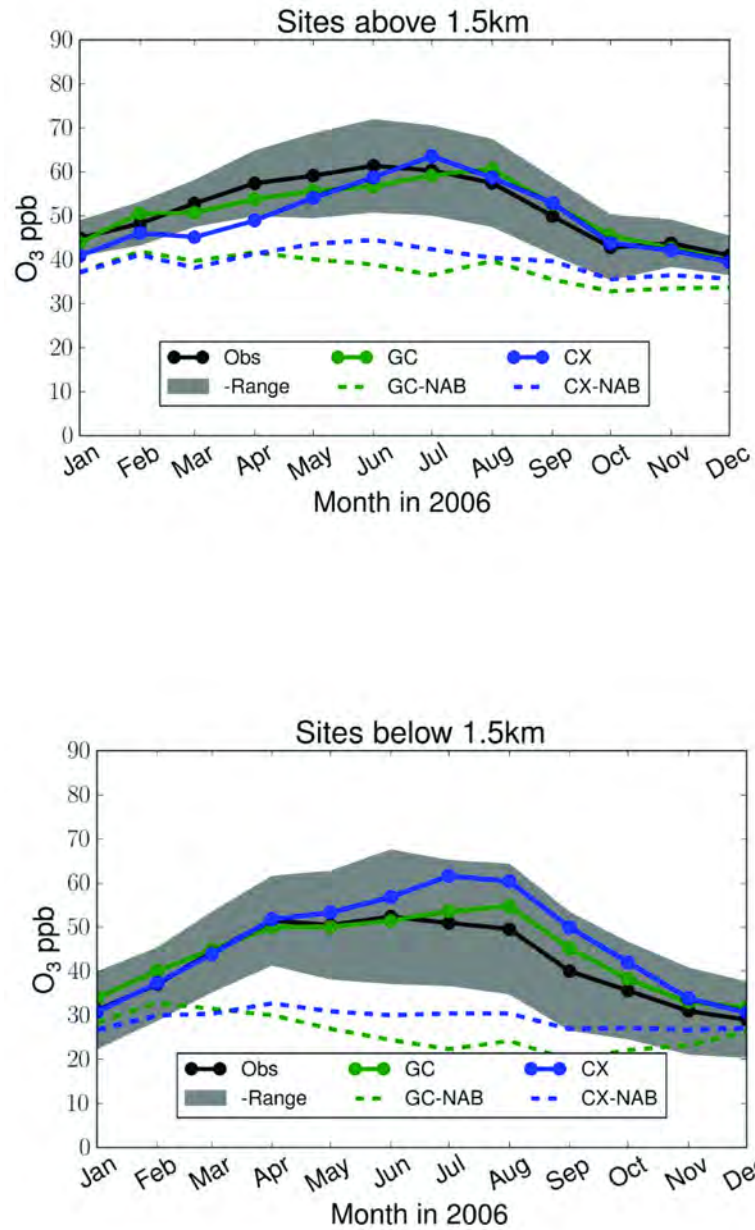 Sites above 1.5km
90
80
70
60
50
40
30
20
10
0
O₃ ppb
Obs GC CX
-Range GC-NAB CX-NAB
Jan Feb Mar Apr May Jun Jul Aug Sep Oct Nov Dec
Month in 2006
Sites below 1.5km
90
80
70
60
50
40
30
20
10
0
O₃ ppb
Obs GC CX
-Range GC-NAB CX-NAB
Jan Feb Mar Apr May Jun Jul Aug Sep Oct Nov Dec
Month in 2006